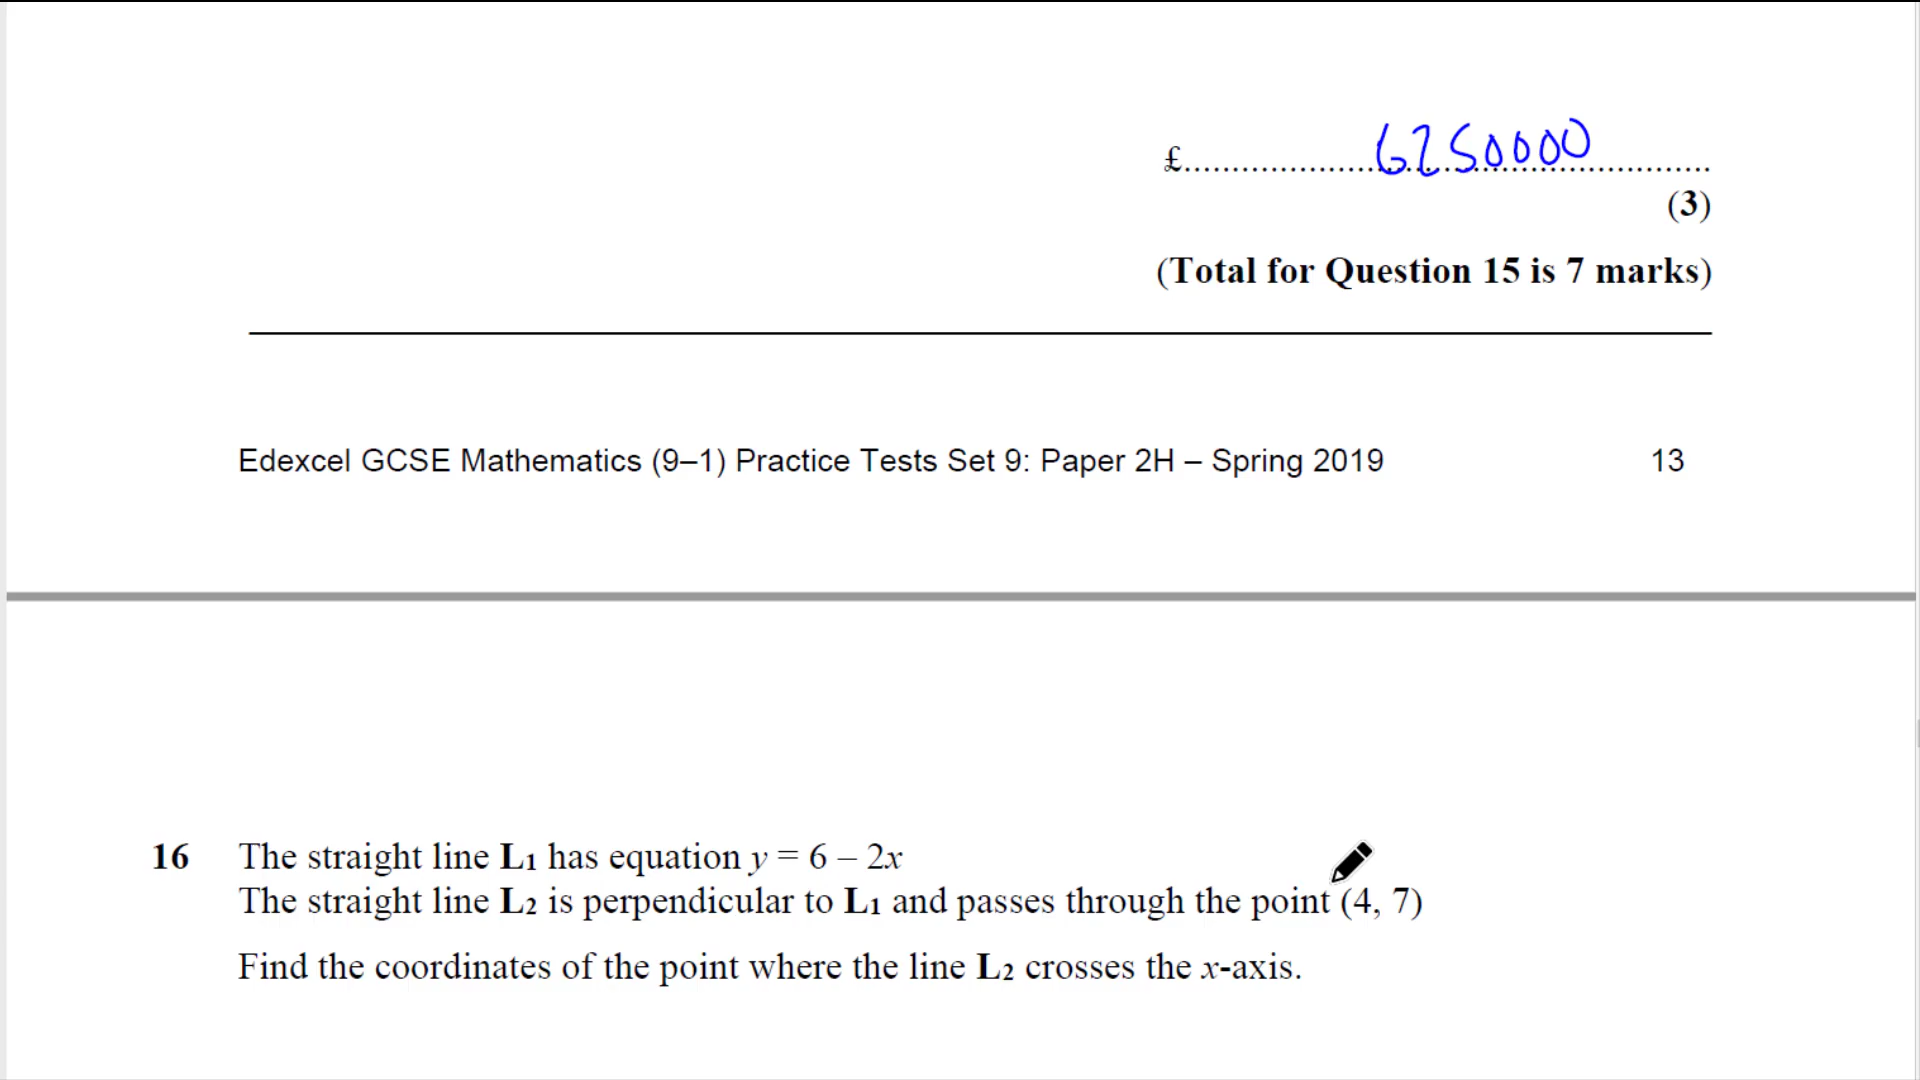 £ 6250000
(3)
(Total for Question 15 is 7 marks)
Edexcel GCSE Mathematics (9–1) Practice Tests Set 9: Paper 2H – Spring 2019 13
16 The straight line L₁ has equation y = 6 – 2x
The straight line L₂ is perpendicular to L₁ and passes through the point (4, 7)
Find the coordinates of the point where the line L₂ crosses the x-axis.